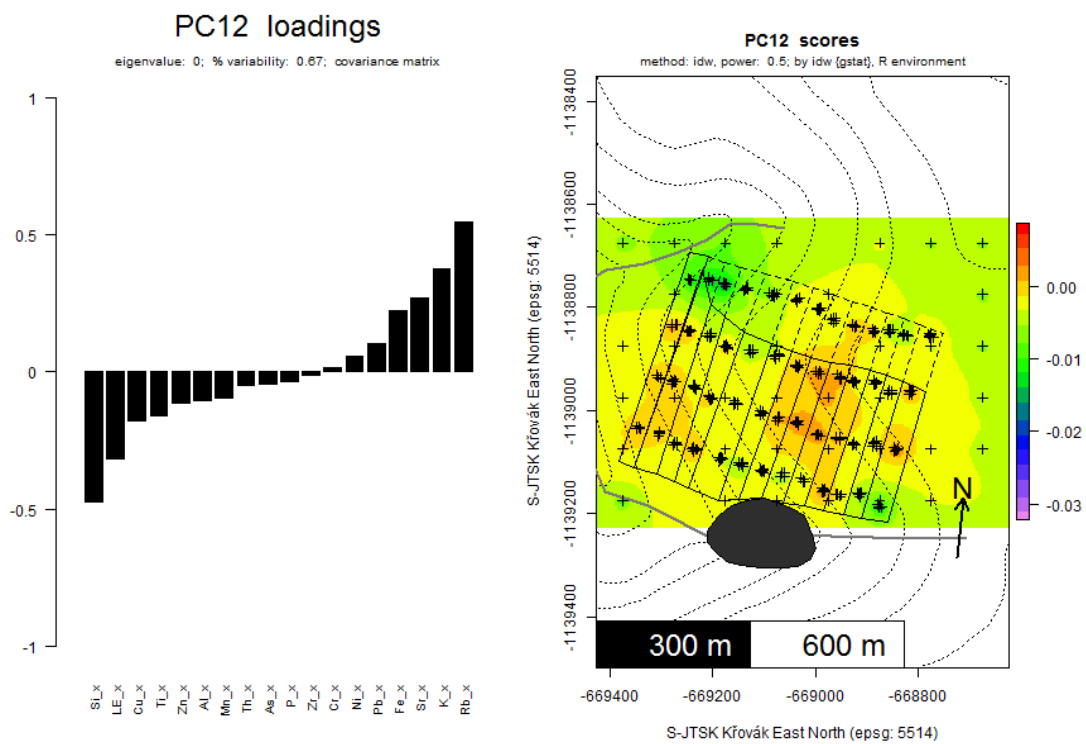 PC12 loadings
eigenvalue: 0; % variability: 0.67; covariance matrix
1
0.5
0
-0.5
-1
Si_x
LE_x
Cu_x
Ti_x
Zn_x
Al_x
Mn_x
Th_x
As_x
P_x
Zr_x
Cr_x
Ni_x
Pb_x
Fe_x
Sr_x
K_x
Rb_x
PC12 scores
method: idw, power: 0.5; by idw {gstat}, R environment
S-JTSK Křovák East North (epsg: 5514)
-1138400
-1138600
-1138800
-1139000
-1139200
-1139400
N
300 m
600 m
0.00
-0.01
-0.02
-0.03
-669400
-669200
-669000
-668800
S-JTSK Křovák East North (epsg: 5514)